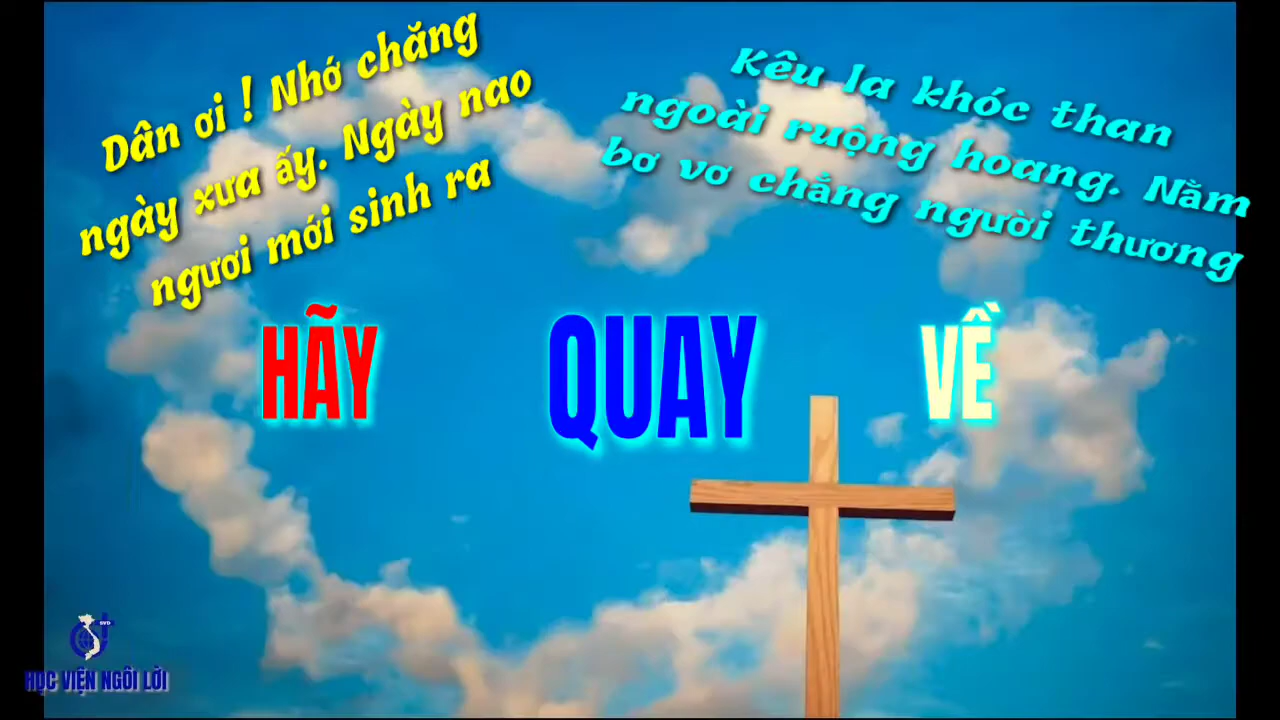 Dân ơi ! Nhớ chăng
ngày xưa ấy. Ngày nao
ngươi mới sinh ra
Kêu la khóc than
ngoài ruộng hoang. Nằm
bơ vơ chẳng người thương
HÃY QUAY VỀ
SVD
HỌC VIỆN NGÔI LỜI